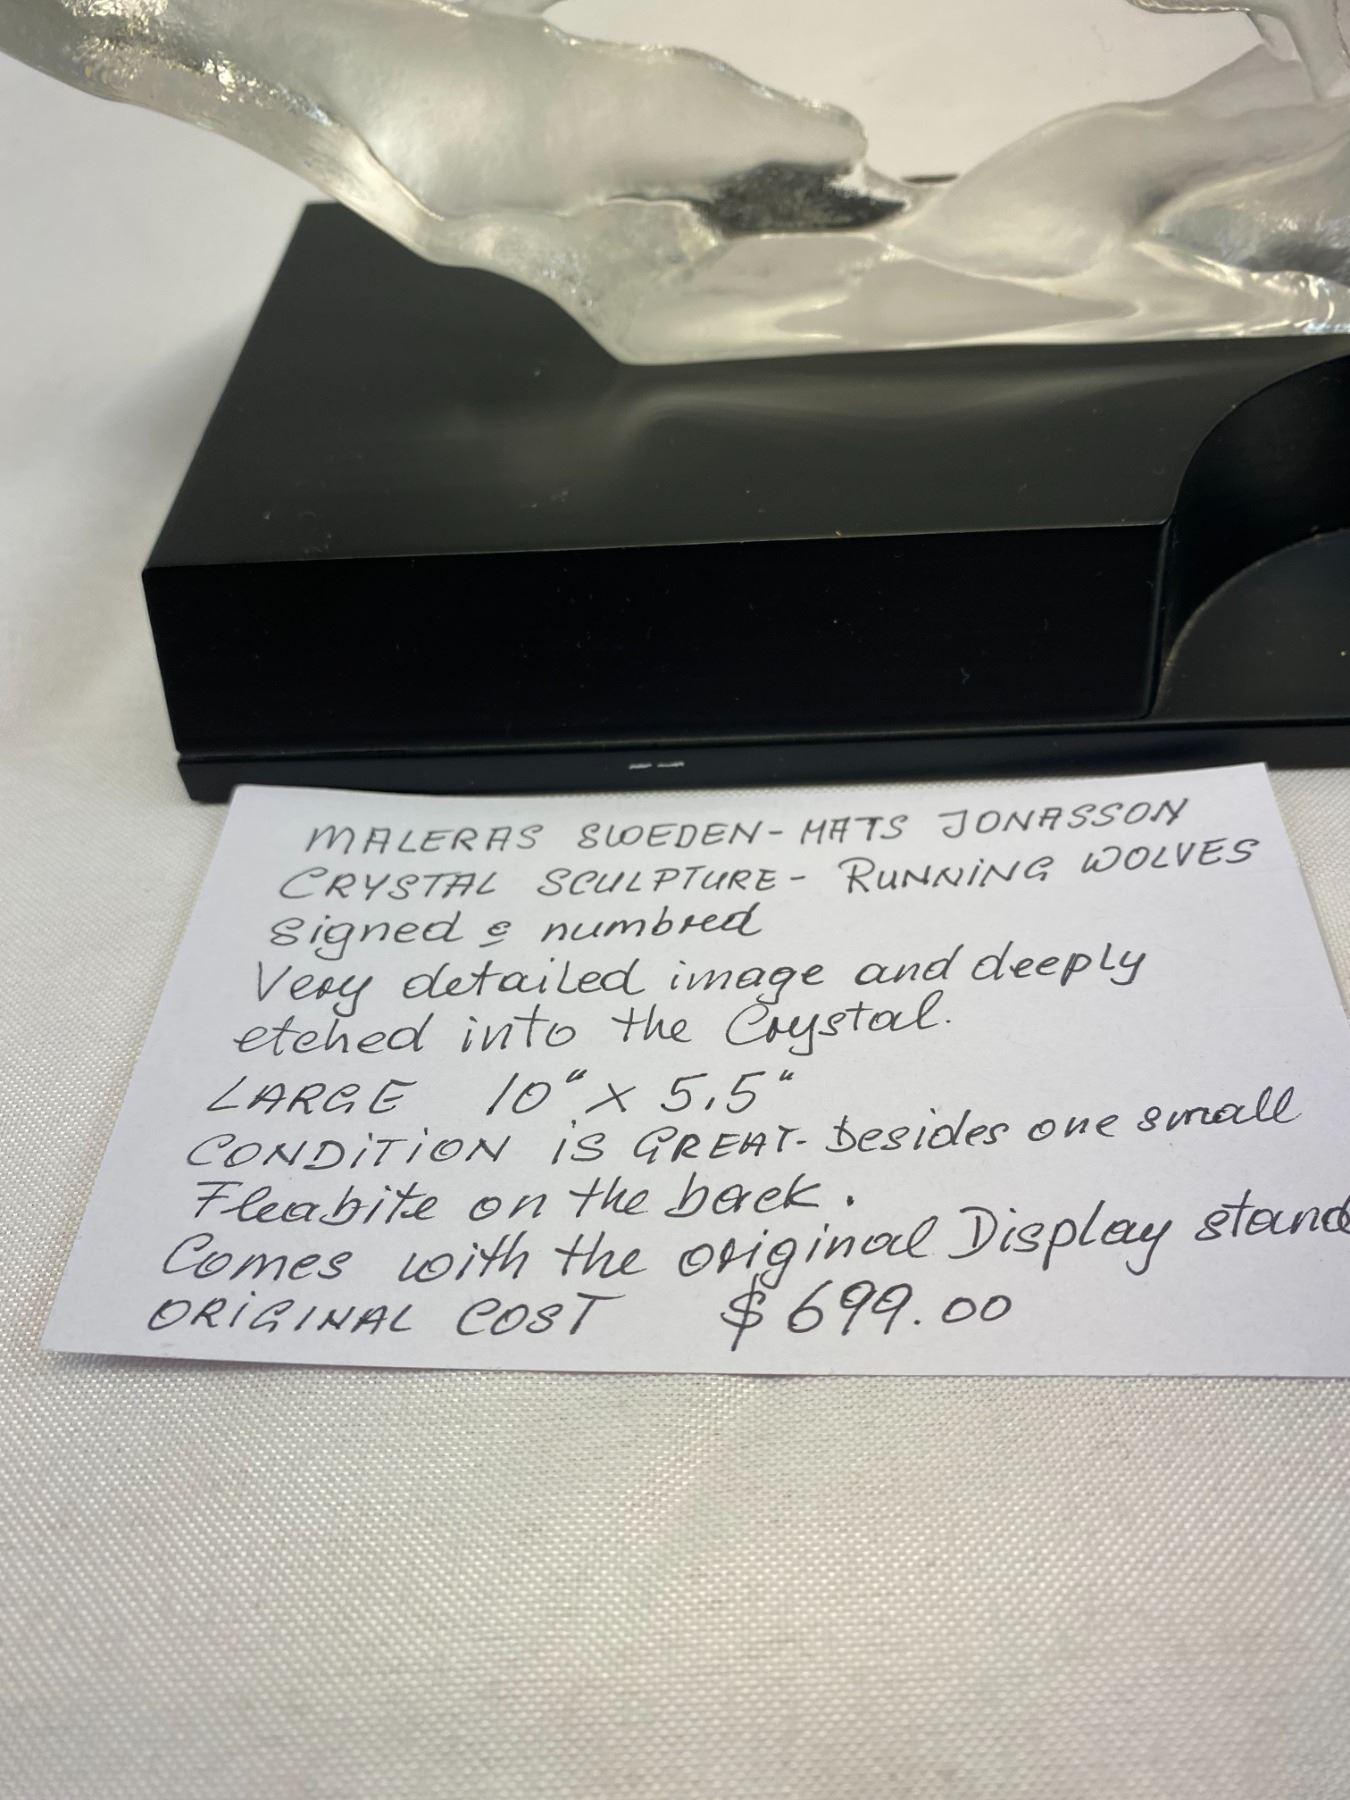 MALERAS SWEDEN - MATS JONASSON
CRYSTAL SCULPTURE - RUNNING WOLVES
Signed & numbred
Very detailed image and deeply
etched into the Crystal.
LARGE 10" x 5,5"
CONDITION IS GREAT - besides one small
Fleabite on the back.
Comes with the original Display stand
ORIGINAL COST $699.00